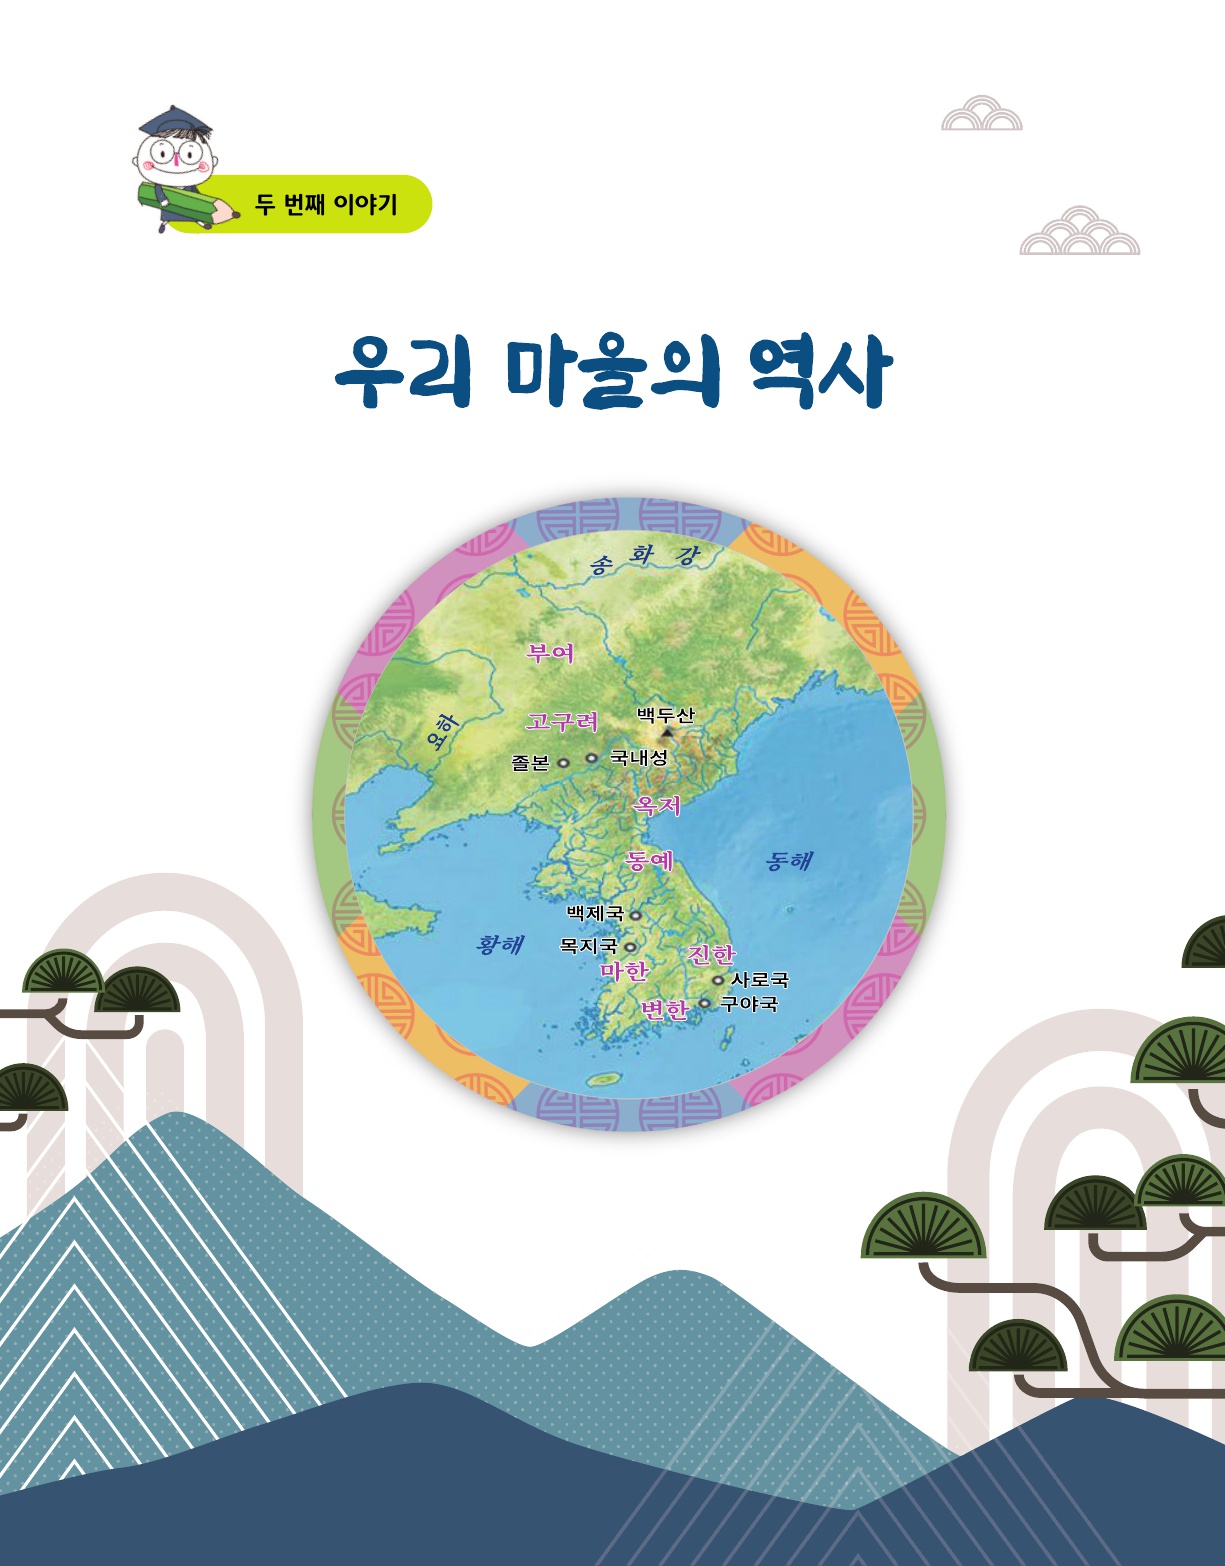 두 번째 이야기
우리 마을의 역사
송 화 강
부여
고구려
백두산
요하
졸본
국내성
옥저
동예
동해
백제국
황해
목지국
진한
마한
사로국
변한
구야국